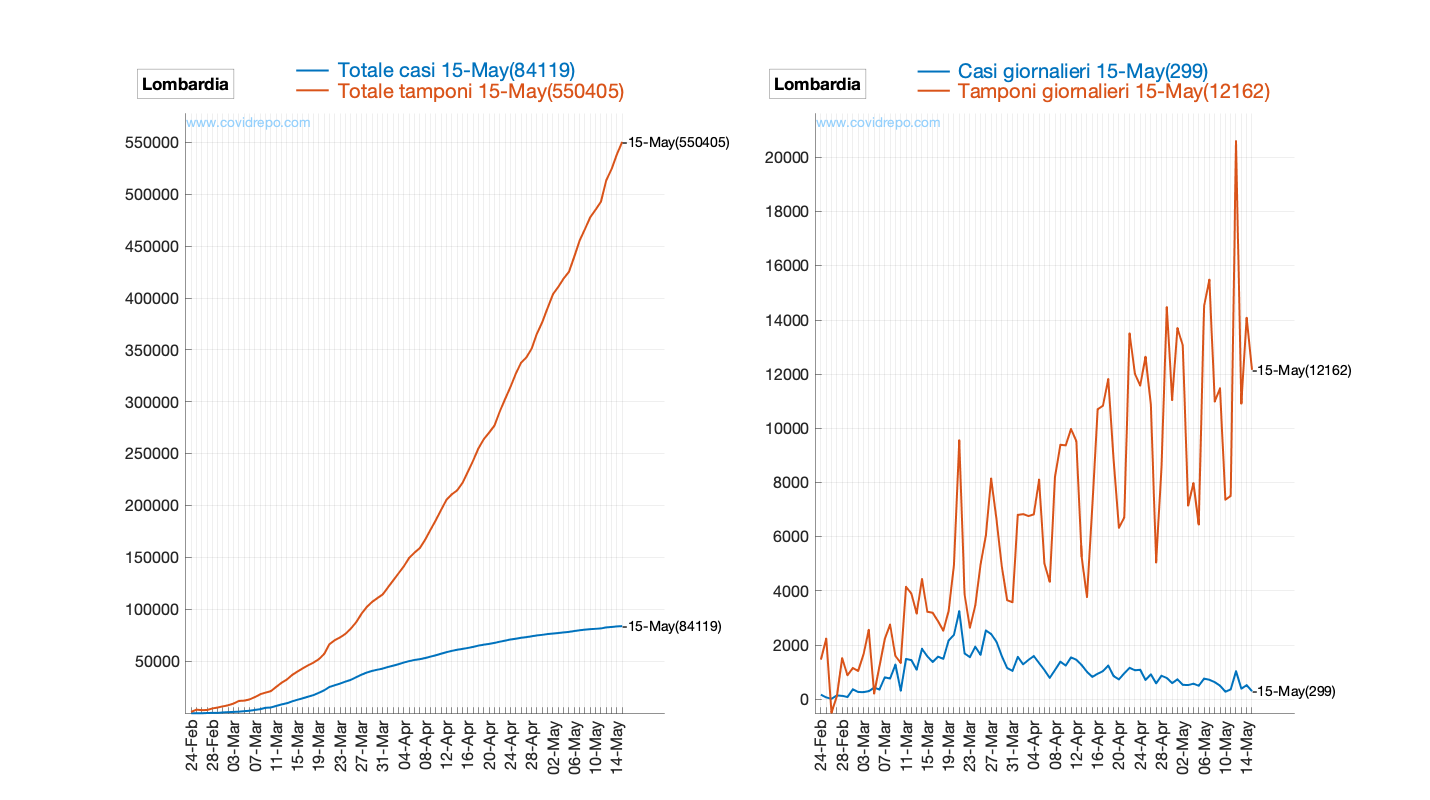 Lombardia
Totale casi 15-May(84119)
Totale tamponi 15-May(550405)
www.covidrepo.com
550000
500000
450000
400000
350000
300000
250000
200000
150000
100000
50000
15-May(550405)
15-May(84119)
24-Feb
28-Feb
03-Mar
07-Mar
11-Mar
15-Mar
19-Mar
23-Mar
27-Mar
31-Mar
04-Apr
08-Apr
12-Apr
16-Apr
20-Apr
24-Apr
28-Apr
02-May
06-May
10-May
14-May
Lombardia
Casi giornalieri 15-May(299)
Tamponi giornalieri 15-May(12162)
www.covidrepo.com
20000
18000
16000
14000
12000
10000
8000
6000
4000
2000
0
15-May(12162)
15-May(299)
24-Feb
28-Feb
03-Mar
07-Mar
11-Mar
15-Mar
19-Mar
23-Mar
27-Mar
31-Mar
04-Apr
08-Apr
12-Apr
16-Apr
20-Apr
24-Apr
28-Apr
02-May
06-May
10-May
14-May